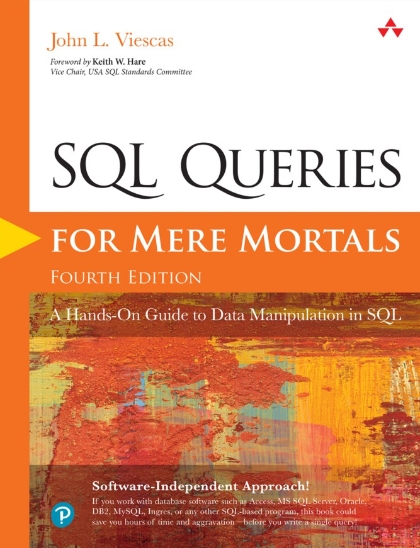 John L. Viescas
Foreword by Keith W. Hare
Vice Chair, USA SQL Standards Committee
SQL Queries
for Mere Mortals
Fourth Edition
A Hands-On Guide to Data Manipulation in SQL
Software-Independent Approach!
If you work with database software such as Access, MS SQL Server, Oracle,
DB2, MySQL, Ingres, or any other SQL-based program, this book could
save you hours of time and aggravation—before you write a single query!
P